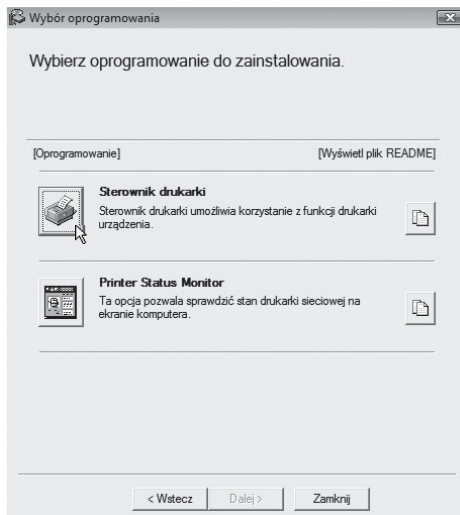 Wybór oprogramowania
Wybierz oprogramowanie do zainstalowania.
[Oprogramowanie] [Wyświetl plik README]
Sterownik drukarki
Sterownik drukarki umożliwia korzystanie z funkcji drukarki
urządzenia.
Printer Status Monitor
Ta opcja pozwala sprawdzić stan drukarki sieciowej na
ekranie komputera.
< Wstecz Dalej > Zamknij